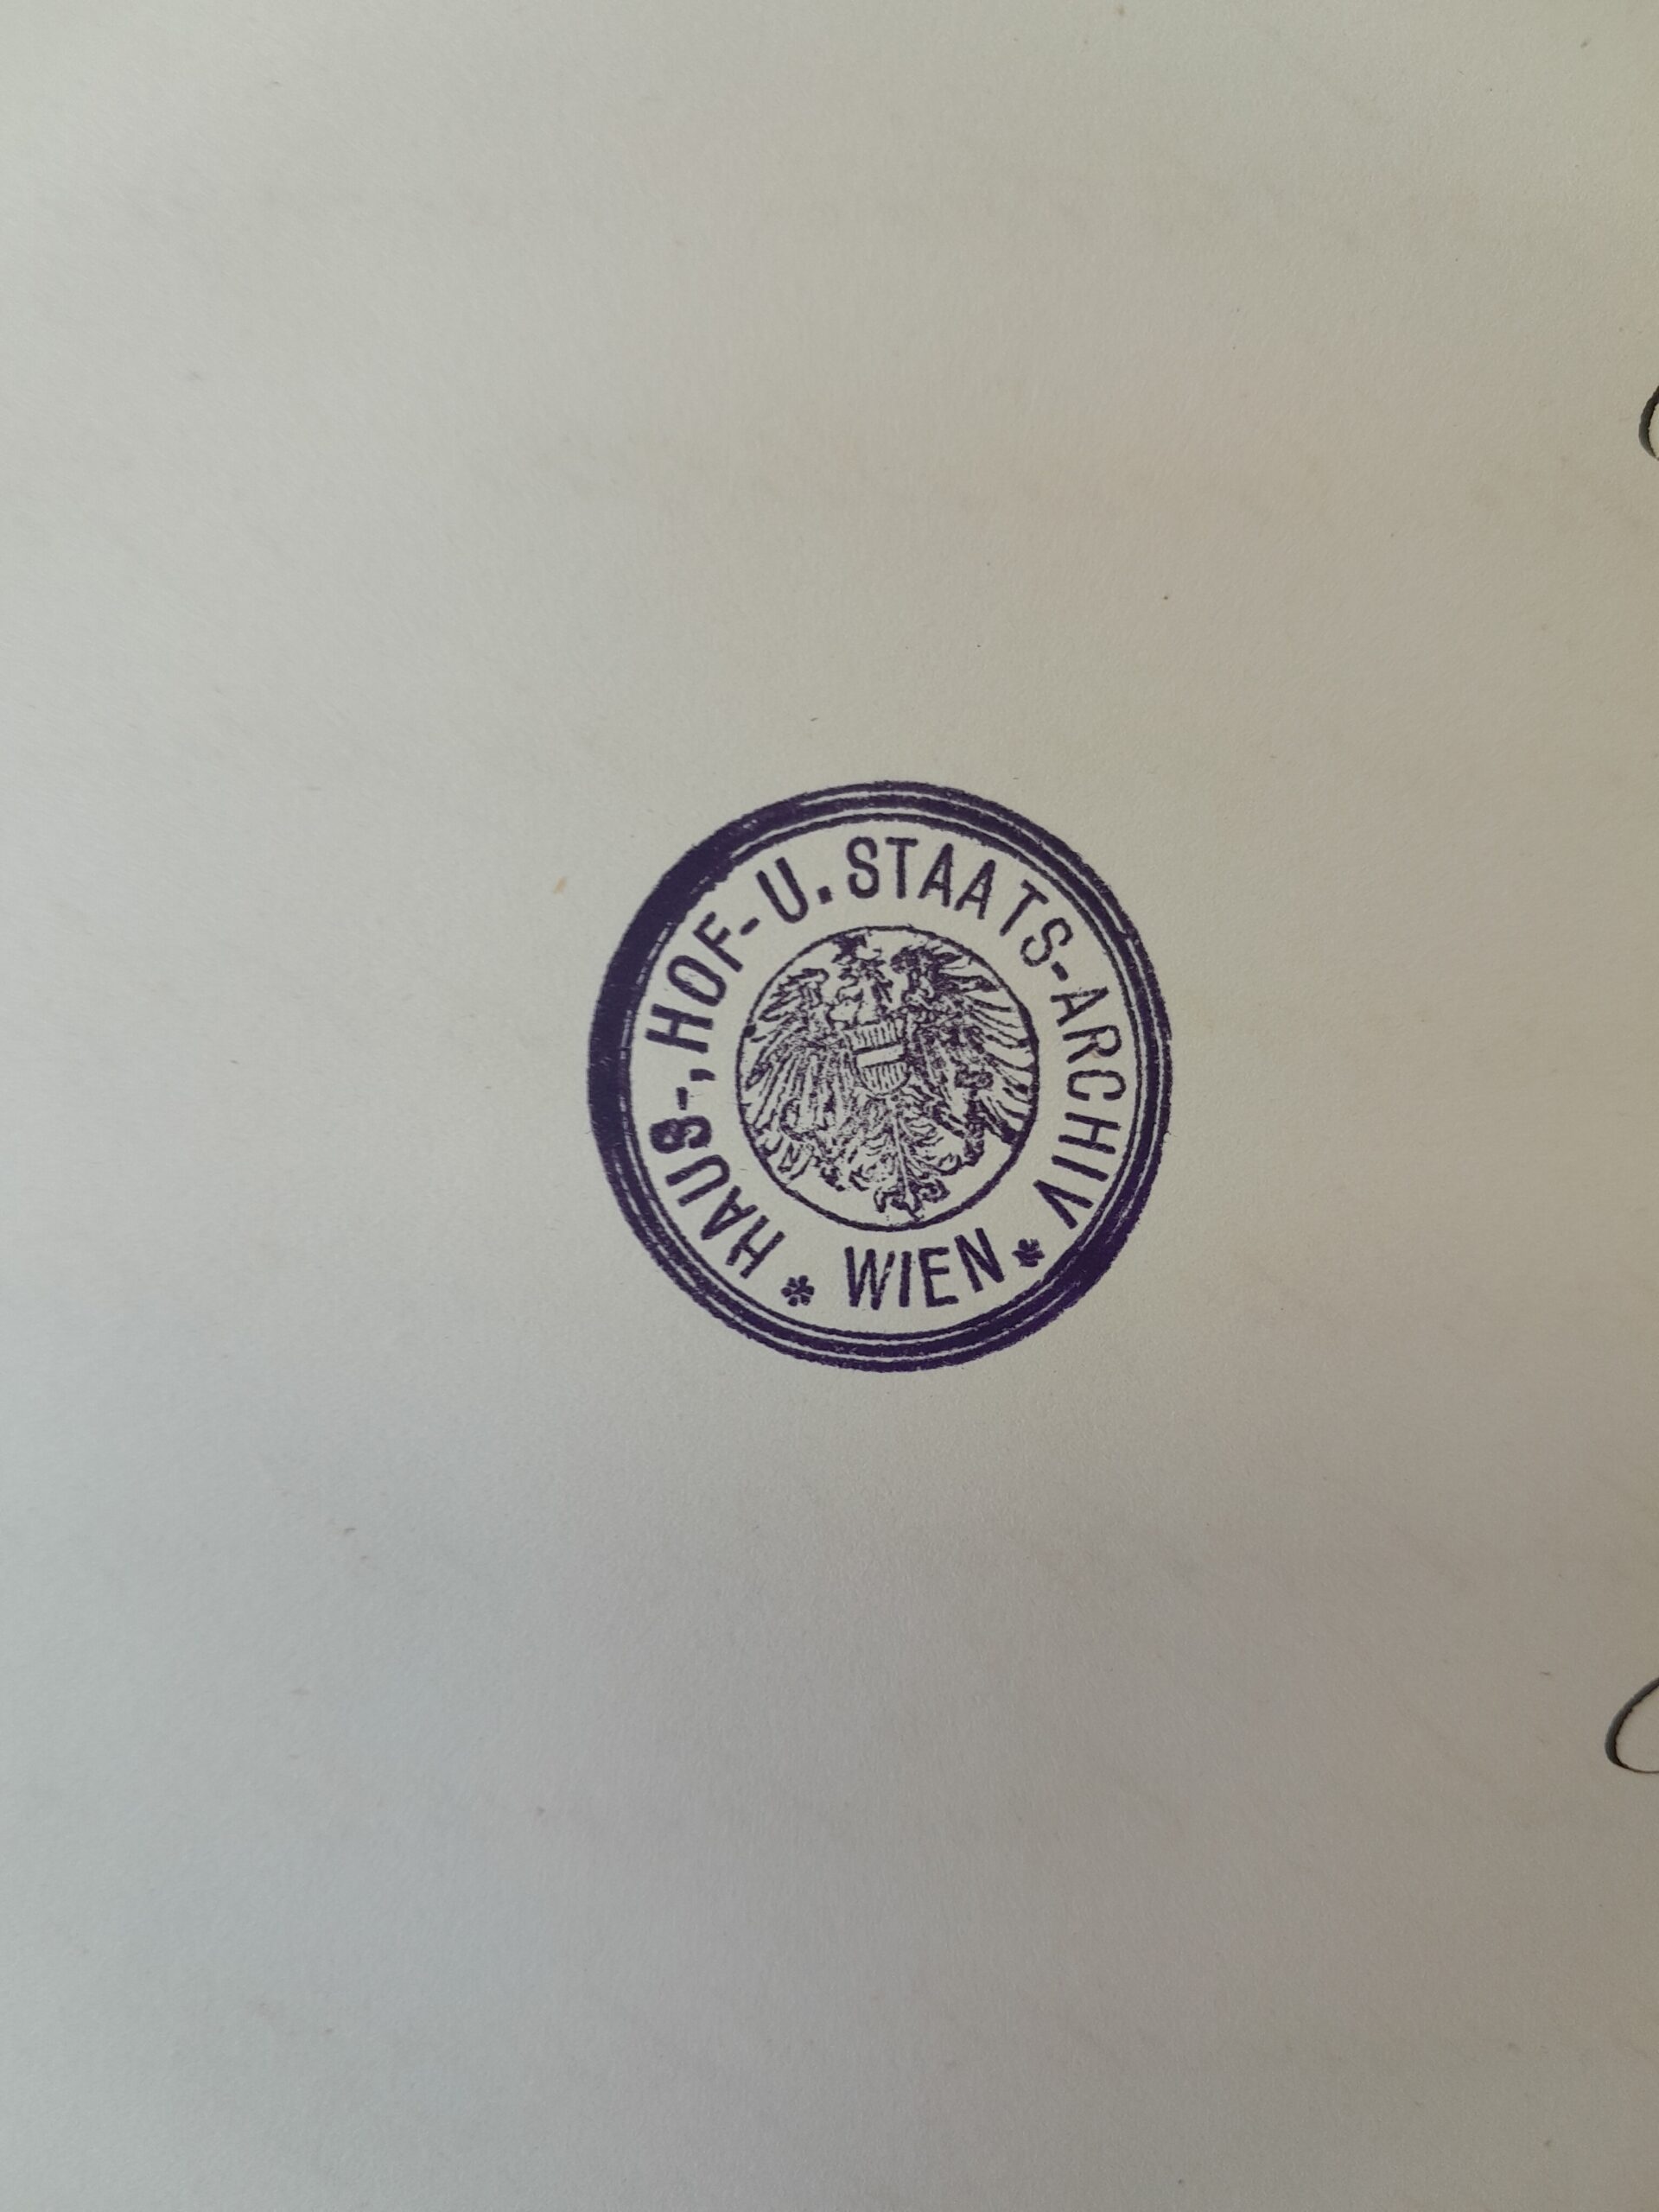 HAUS-, HOF- U. STAATS-ARCHIV
* WIEN *